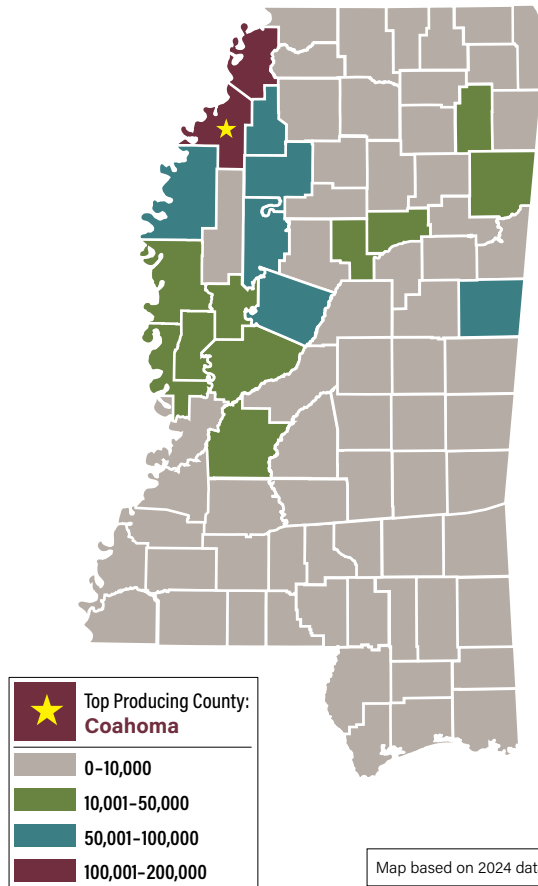 Top Producing County:
Coahoma
0–10,000
10,001–50,000
50,001–100,000
100,001–200,000
Map based on 2024 dat